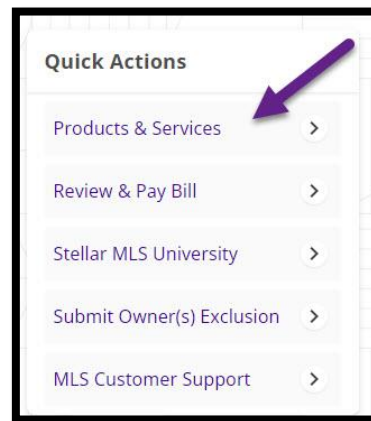 Quick Actions
Products & Services
Review & Pay Bill
Stellar MLS University
Submit Owner(s) Exclusion
MLS Customer Support